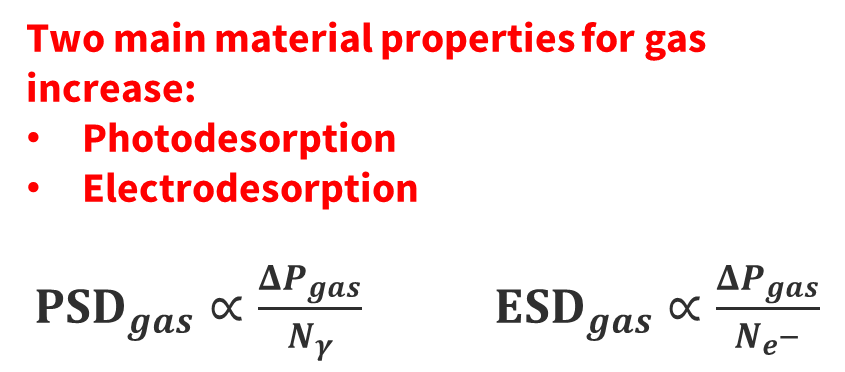 Two main material properties for gas
increase:
• Photodesorption
• Electrodesorption
PSD_gas ∝ ΔP_gas / N_γ
ESD_gas ∝ ΔP_gas / N_e−